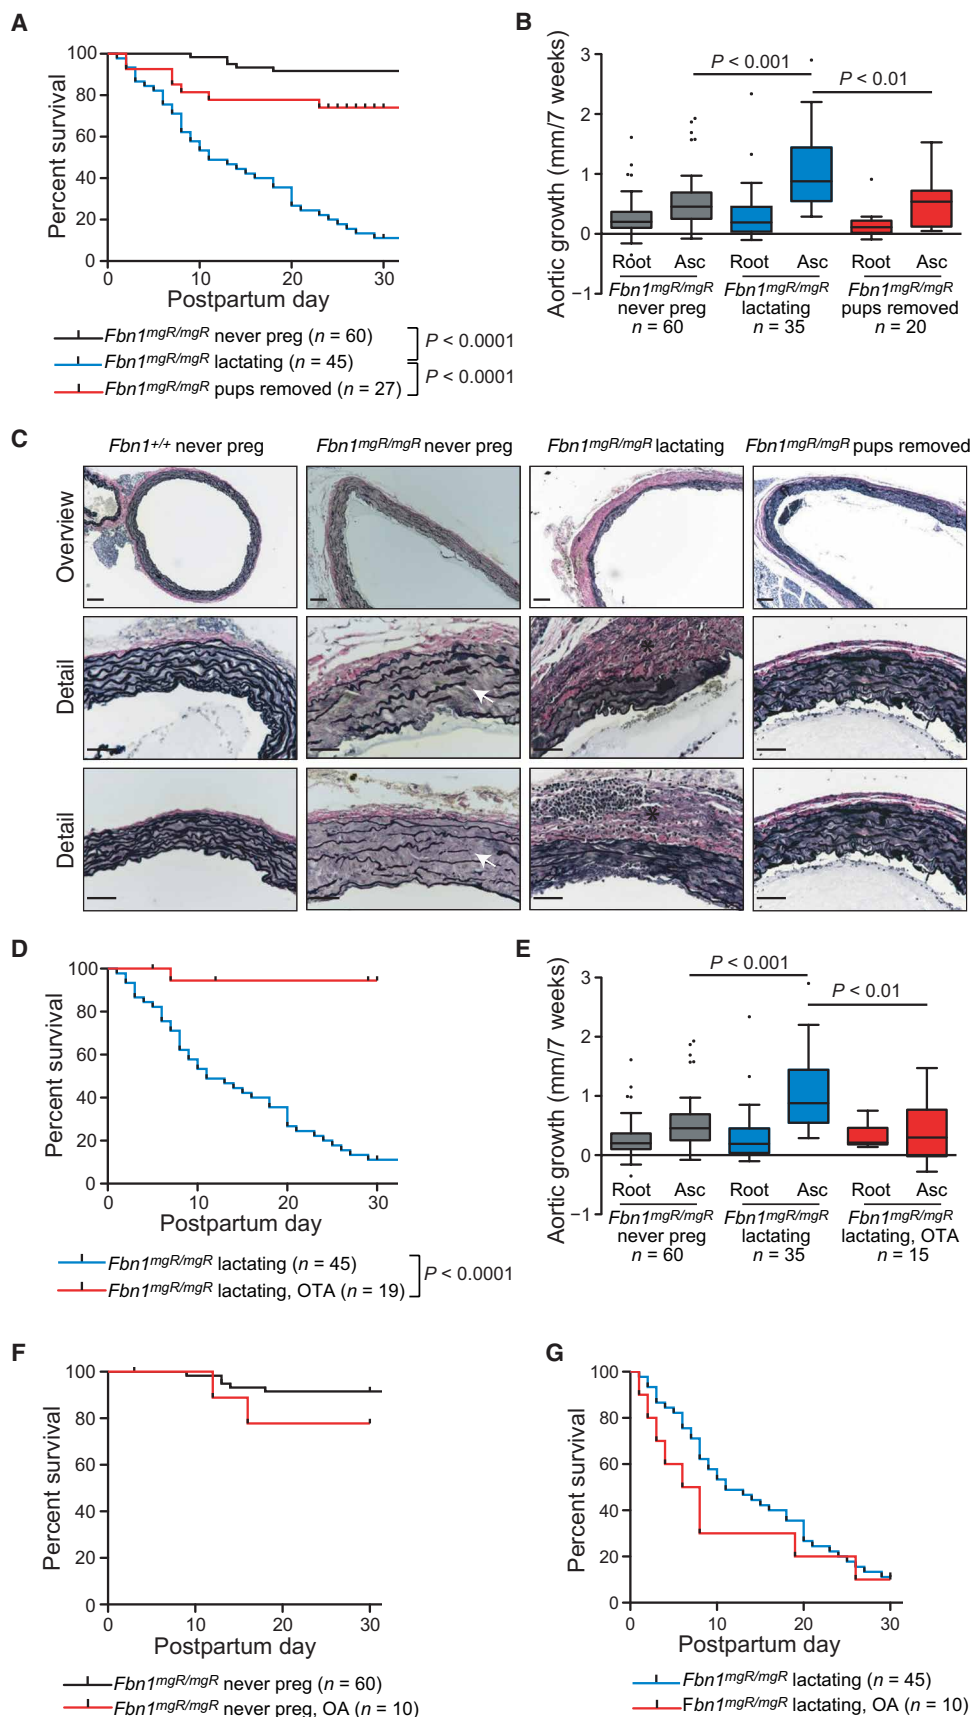 A
100
80
60
40
20
0
Percent survival
0 10 20 30
Postpartum day
Fbn1mgR/mgR never preg (n = 60)
Fbn1mgR/mgR lactating (n = 45)
Fbn1mgR/mgR pups removed (n = 27)
P < 0.0001
P < 0.0001
B
3
2
1
0
−1
Aortic growth (mm/7 weeks)
P < 0.001
P < 0.01
Root Asc Root Asc Root Asc
Fbn1mgR/mgR Fbn1mgR/mgR Fbn1mgR/mgR
never preg lactating pups removed
n = 60 n = 35 n = 20
C
Fbn1+/+ never preg Fbn1mgR/mgR never preg Fbn1mgR/mgR lactating Fbn1mgR/mgR pups removed
Overview
Detail
*
Detail
*
D
100
80
60
40
20
0
Percent survival
0 10 20 30
Postpartum day
Fbn1mgR/mgR lactating (n = 45)
Fbn1mgR/mgR lactating, OTA (n = 19)
P < 0.0001
E
3
2
1
0
−1
Aortic growth (mm/7 weeks)
P < 0.001
P < 0.01
Root Asc Root Asc Root Asc
Fbn1mgR/mgR Fbn1mgR/mgR Fbn1mgR/mgR
never preg lactating lactating, OTA
n = 60 n = 35 n = 15
F
100
80
60
40
20
0
Percent survival
0 10 20 30
Postpartum day
Fbn1mgR/mgR never preg (n = 60)
Fbn1mgR/mgR never preg, OA (n = 10)
G
100
80
60
40
20
0
Percent survival
0 10 20 30
Postpartum day
Fbn1mgR/mgR lactating (n = 45)
Fbn1mgR/mgR lactating, OA (n = 10)